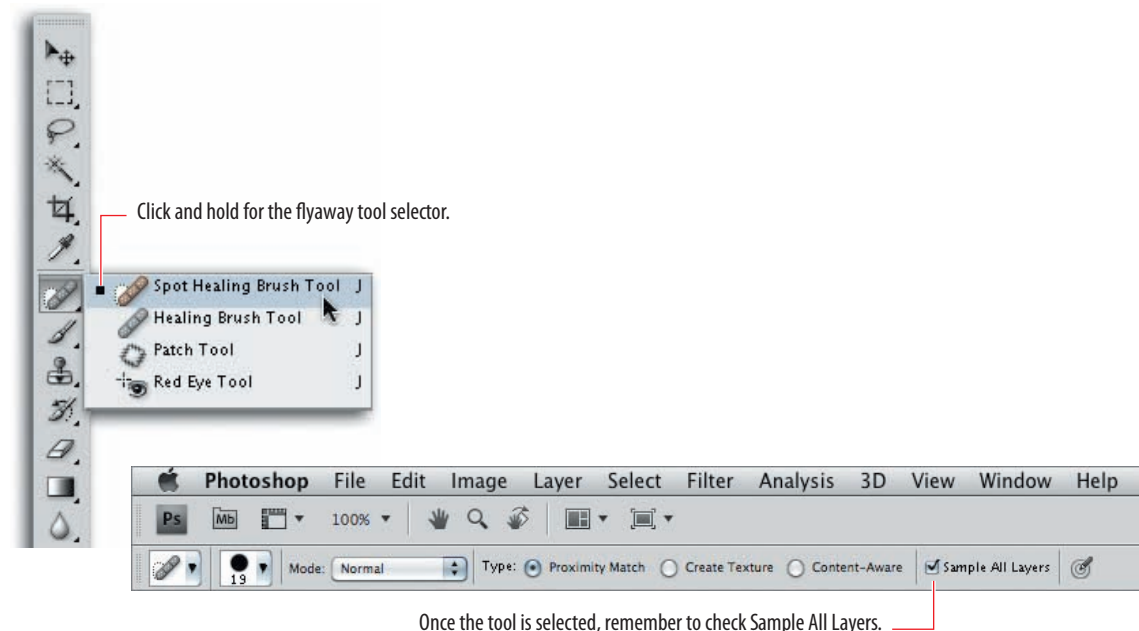 Click and hold for the flyaway tool selector.
Spot Healing Brush Tool J
Healing Brush Tool J
Patch Tool J
Red Eye Tool J
Photoshop File Edit Image Layer Select Filter Analysis 3D View Window Help
Ps Mb 100%
19 Mode: Normal Type: Proximity Match Create Texture Content-Aware Sample All Layers
Once the tool is selected, remember to check Sample All Layers.